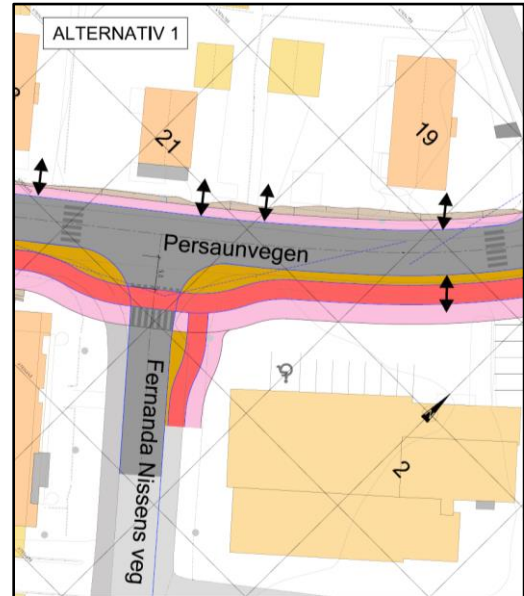 ALTERNATIV 1
21
19
Persaunvegen
Fernanda Nissens veg
2